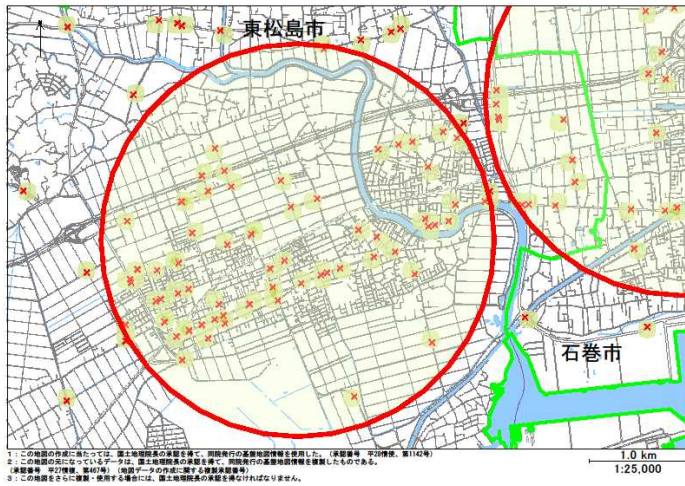 東松島市
石巻市
1：この地図の作成に当たっては、国土地理院長の承認を得て、同院発行の基盤地図情報を使用した。（承認番号　平28情使、第1142号）
2：この地図の元になっているデータは、国土地理院長の承認を得て、同院発行の基盤地図情報を複製したものである。
（承認番号　平27情複、第467号）（地図データの作成に関する複製承認番号）
3：この地図をさらに複製・使用する場合には、国土地理院長の承認を得なければなりません。
1.0 km
1:25,000